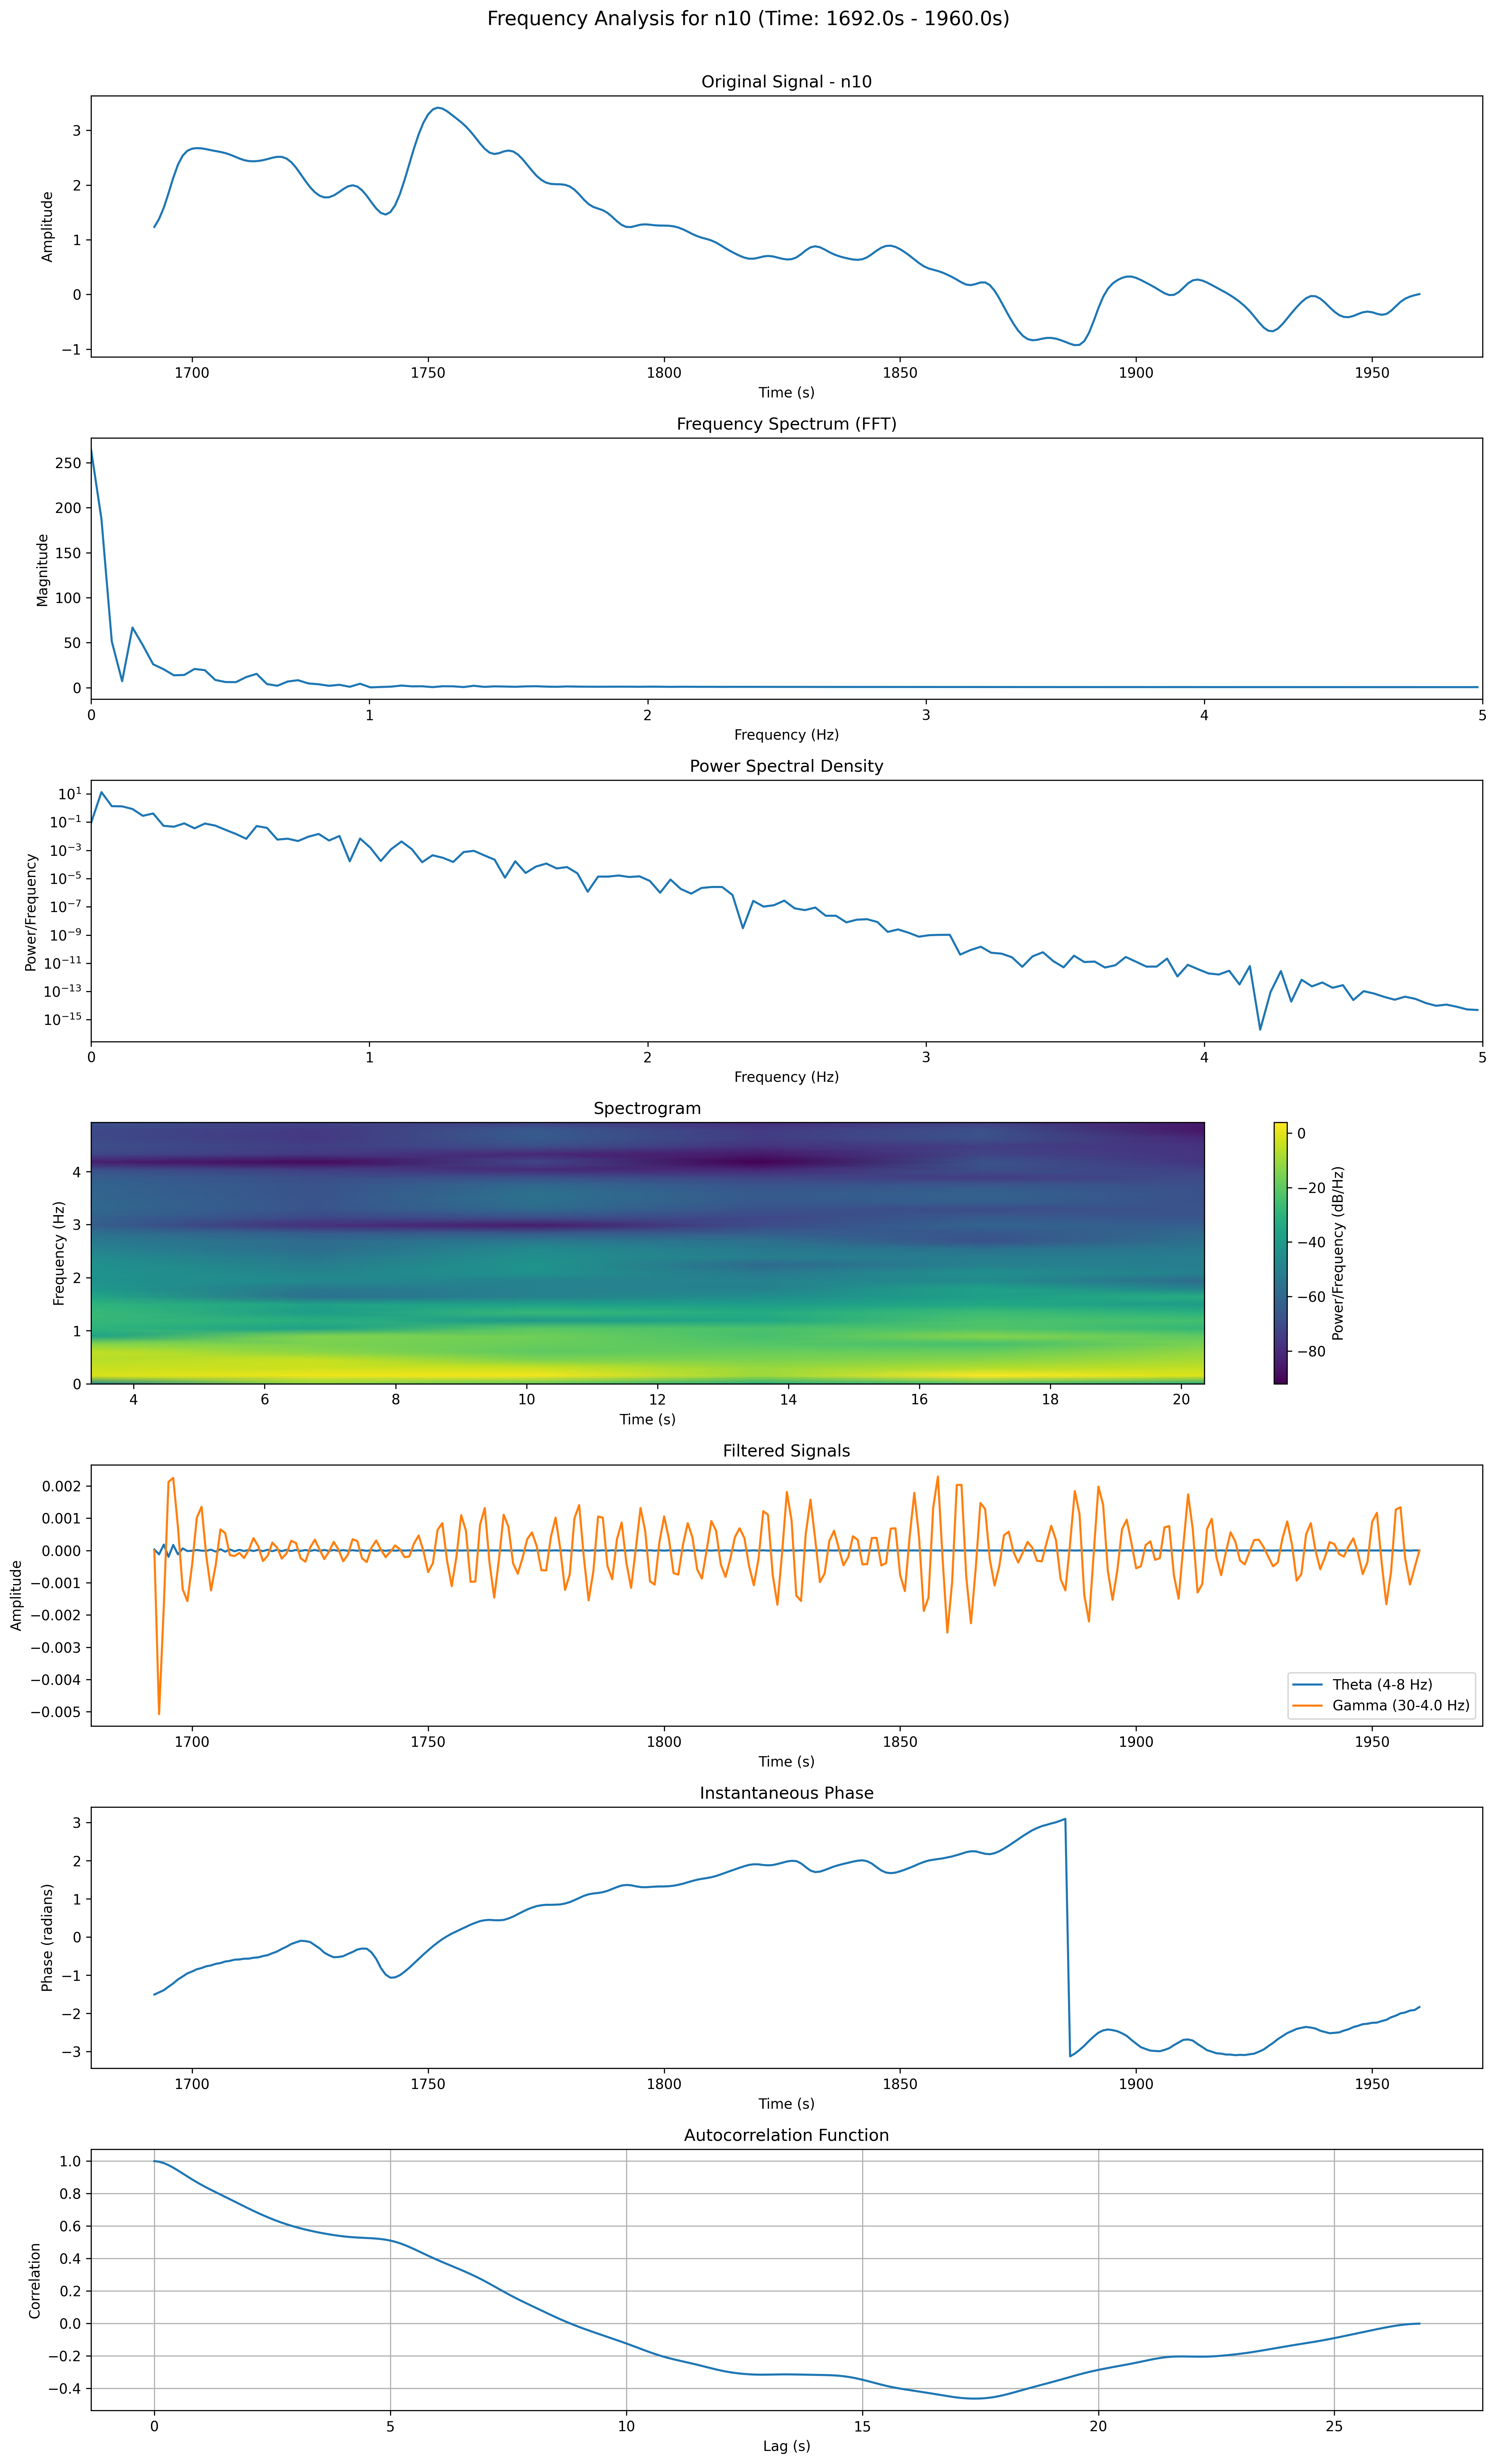 Frequency Analysis for n10 (Time: 1692.0s - 1960.0s)
Original Signal - n10
3
2
1
0
−1
Amplitude
1700 1750 1800 1850 1900 1950
Time (s)
Frequency Spectrum (FFT)
250
200
150
100
50
0
Magnitude
0 1 2 3 4 5
Frequency (Hz)
Power Spectral Density
10¹
10⁻¹
10⁻³
10⁻⁵
10⁻⁷
10⁻⁹
10⁻¹¹
10⁻¹³
10⁻¹⁵
Power/Frequency
0 1 2 3 4 5
Frequency (Hz)
Spectrogram
4
3
2
1
0
Frequency (Hz)
4 6 8 10 12 14 16 18 20
Time (s)
0
−20
−40
−60
−80
Power/Frequency (dB/Hz)
Filtered Signals
0.002
0.001
0.000
−0.001
−0.002
−0.003
−0.004
−0.005
Amplitude
Theta (4-8 Hz)
Gamma (30-4.0 Hz)
1700 1750 1800 1850 1900 1950
Time (s)
Instantaneous Phase
3
2
1
0
−1
−2
−3
Phase (radians)
1700 1750 1800 1850 1900 1950
Time (s)
Autocorrelation Function
1.0
0.8
0.6
0.4
0.2
0.0
−0.2
−0.4
Correlation
0 5 10 15 20 25
Lag (s)